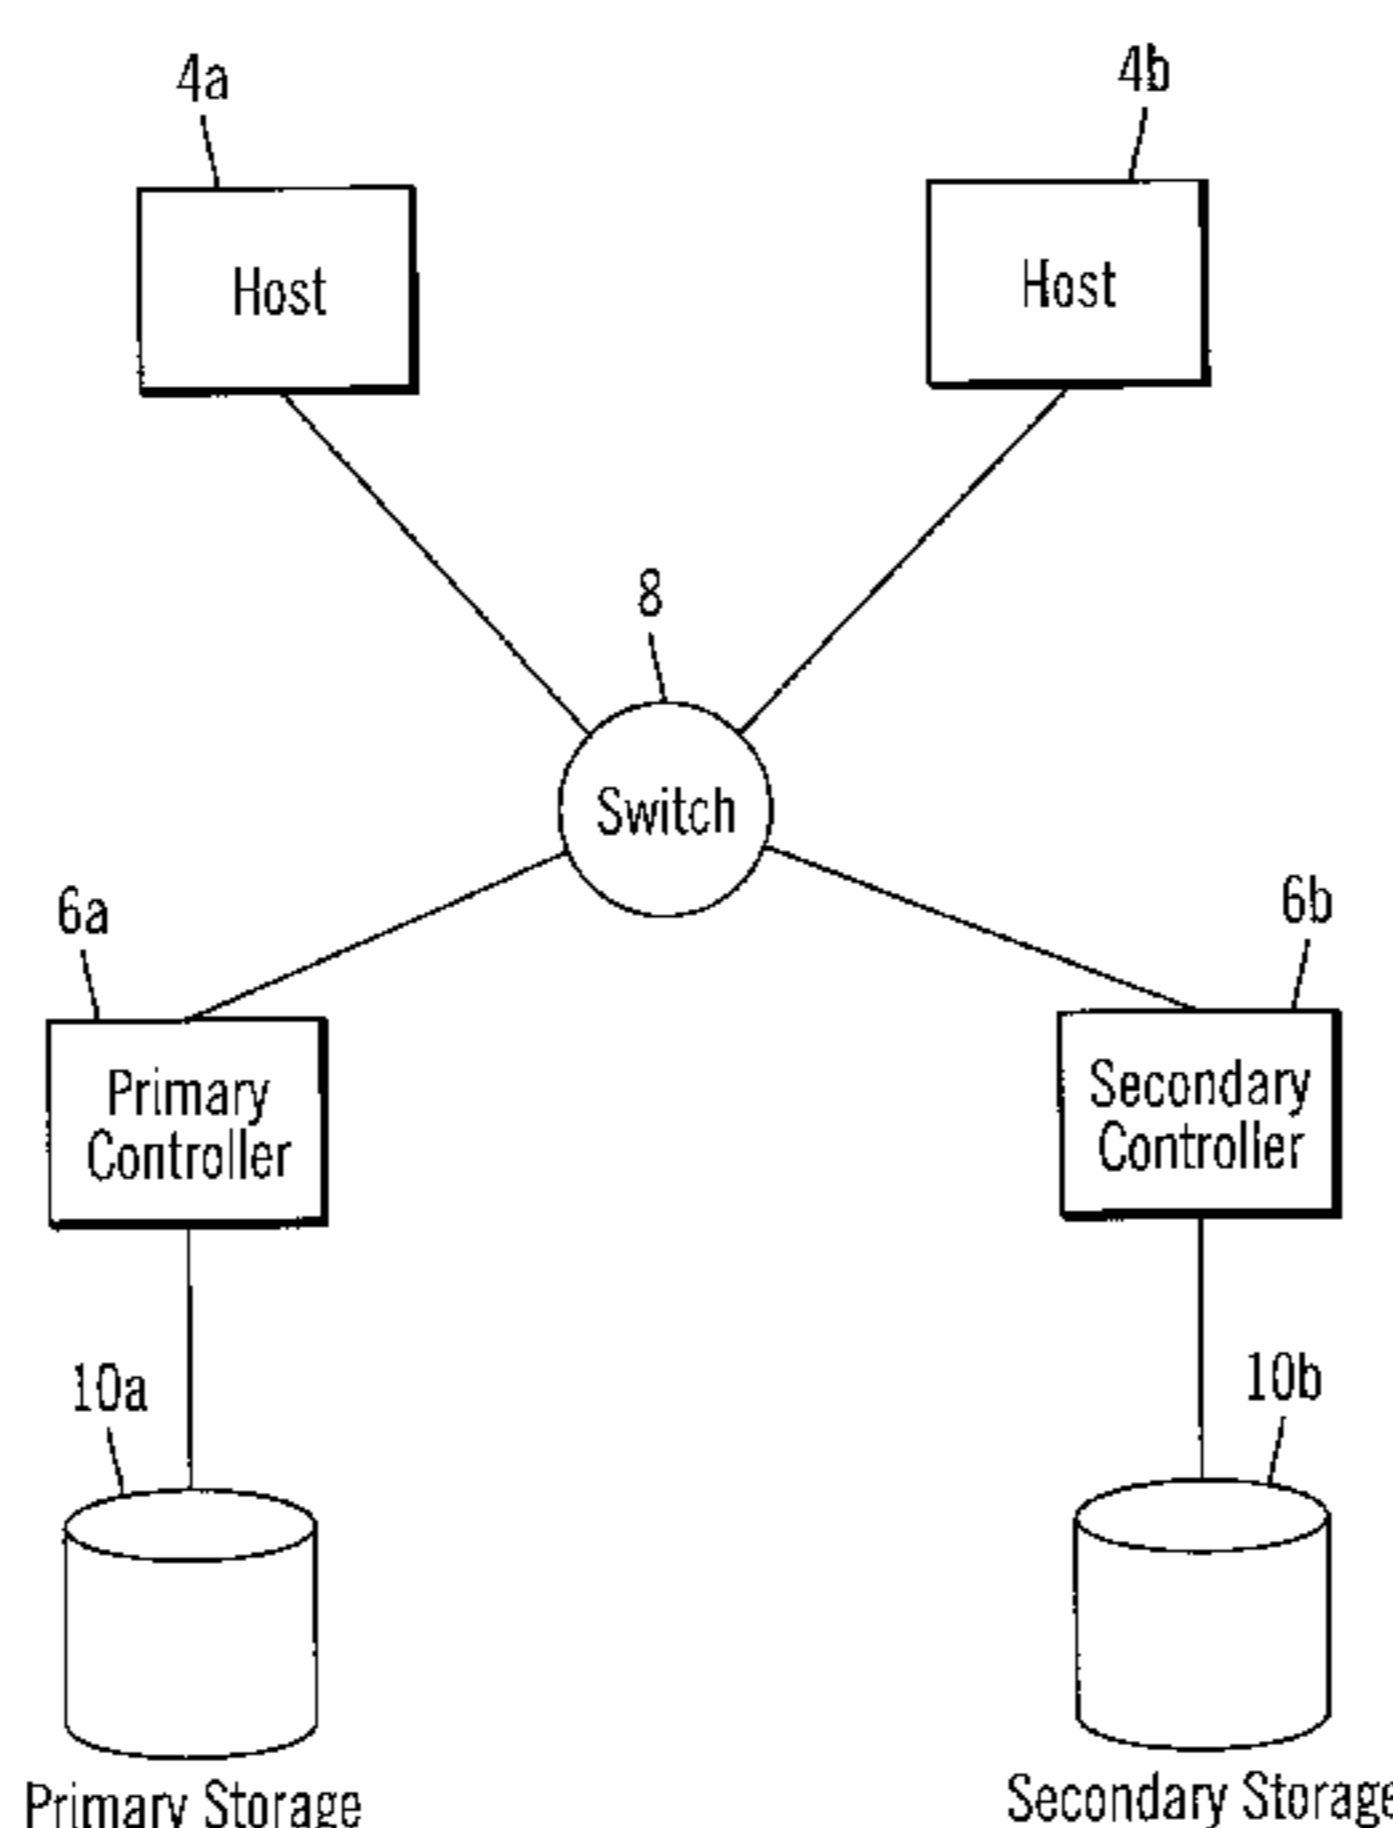 4a
4b
Host
Host
8
Switch
6a
6b
Primary
Controller
Secondary
Controller
10a
10b
Primary Storage
Secondary Storage